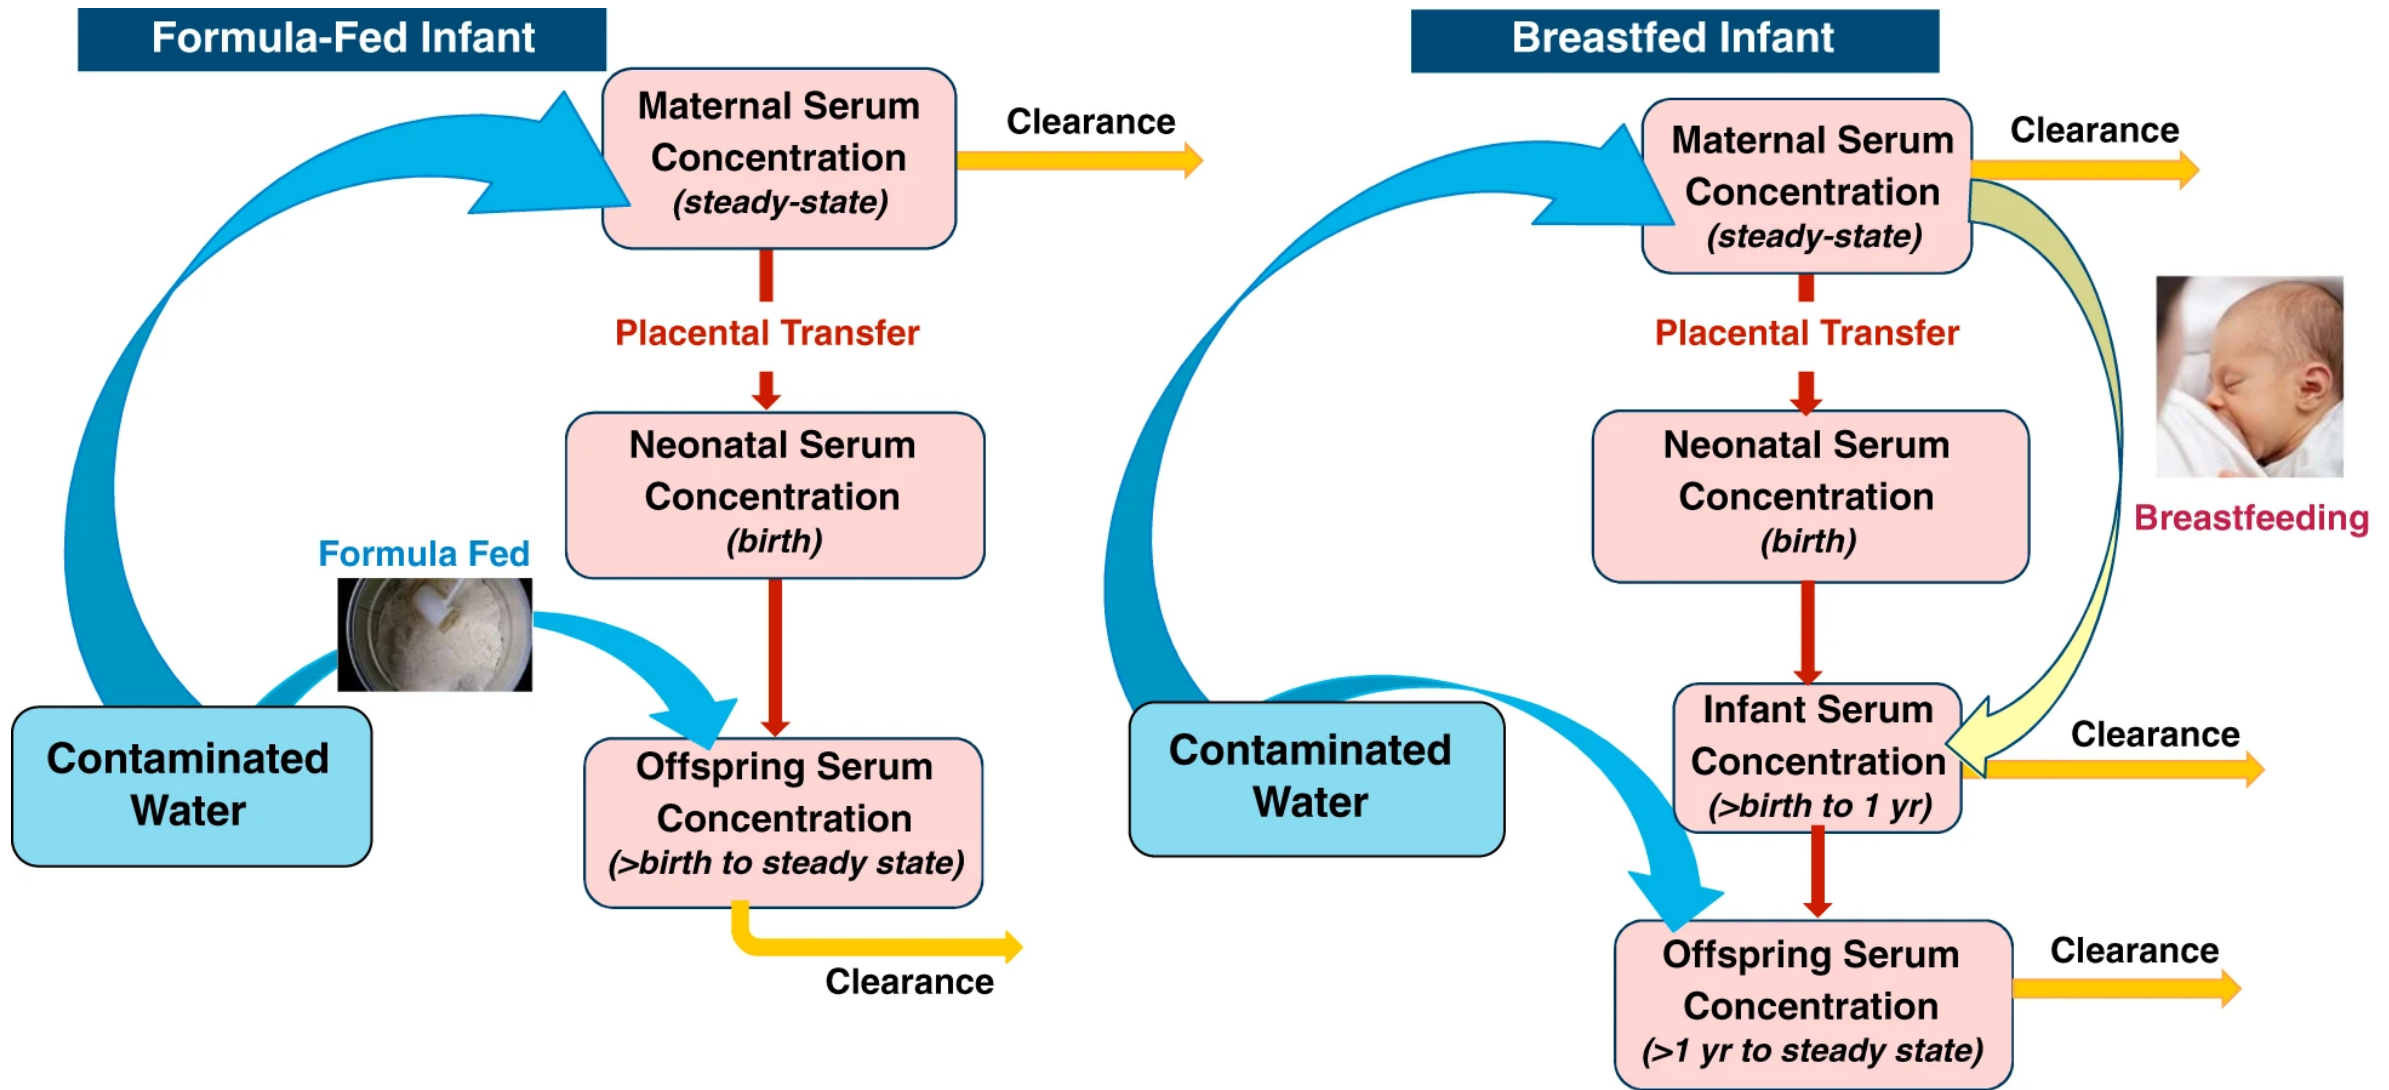 Formula-Fed Infant
Maternal Serum
Concentration
(steady-state)
Clearance
Placental Transfer
Neonatal Serum
Concentration
(birth)
Formula Fed
Contaminated
Water
Offspring Serum
Concentration
(>birth to steady state)
Clearance
Breastfed Infant
Maternal Serum
Concentration
(steady-state)
Clearance
Placental Transfer
Neonatal Serum
Concentration
(birth)
Breastfeeding
Contaminated
Water
Infant Serum
Concentration
(>birth to 1 yr)
Clearance
Offspring Serum
Concentration
(>1 yr to steady state)
Clearance